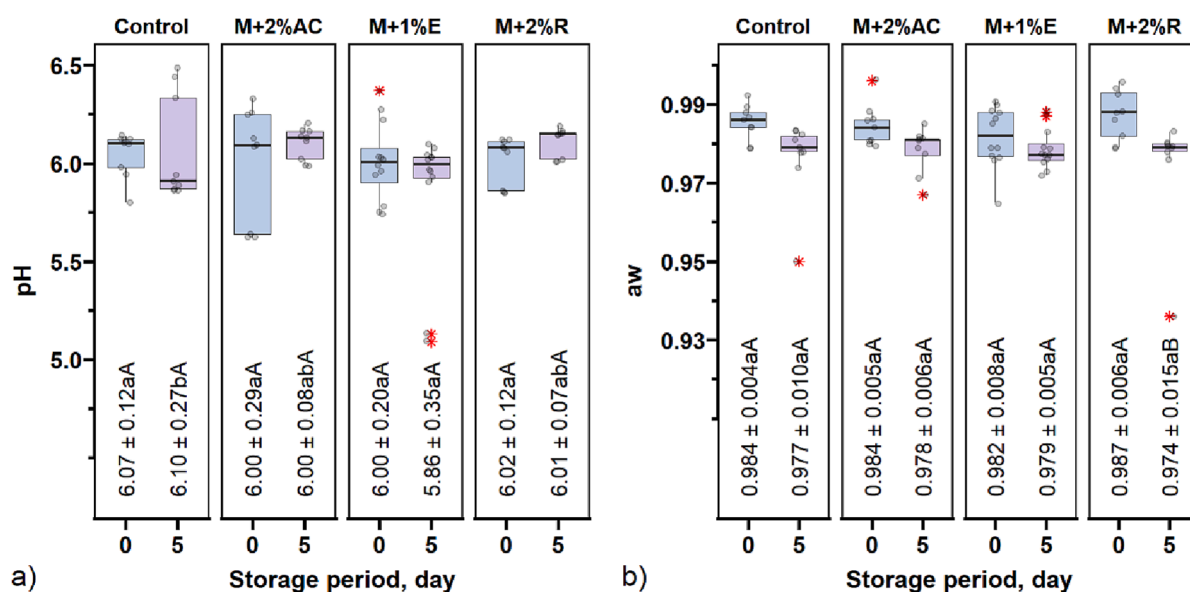 Control M+2%AC M+1%E M+2%R
pH
6.5
6.0
5.5
5.0
6.07 ± 0.12aA
6.10 ± 0.27bA
6.00 ± 0.29aA
6.00 ± 0.08abA
6.00 ± 0.20aA
5.86 ± 0.35aA
6.02 ± 0.12aA
6.01 ± 0.07abA
0 5 0 5 0 5 0 5
a) Storage period, day
Control M+2%AC M+1%E M+2%R
aw
0.99
0.97
0.95
0.93
0.984 ± 0.004aA
0.977 ± 0.010aA
0.984 ± 0.005aA
0.978 ± 0.006aA
0.982 ± 0.008aA
0.979 ± 0.005aA
0.987 ± 0.006aA
0.974 ± 0.015aB
0 5 0 5 0 5 0 5
b) Storage period, day